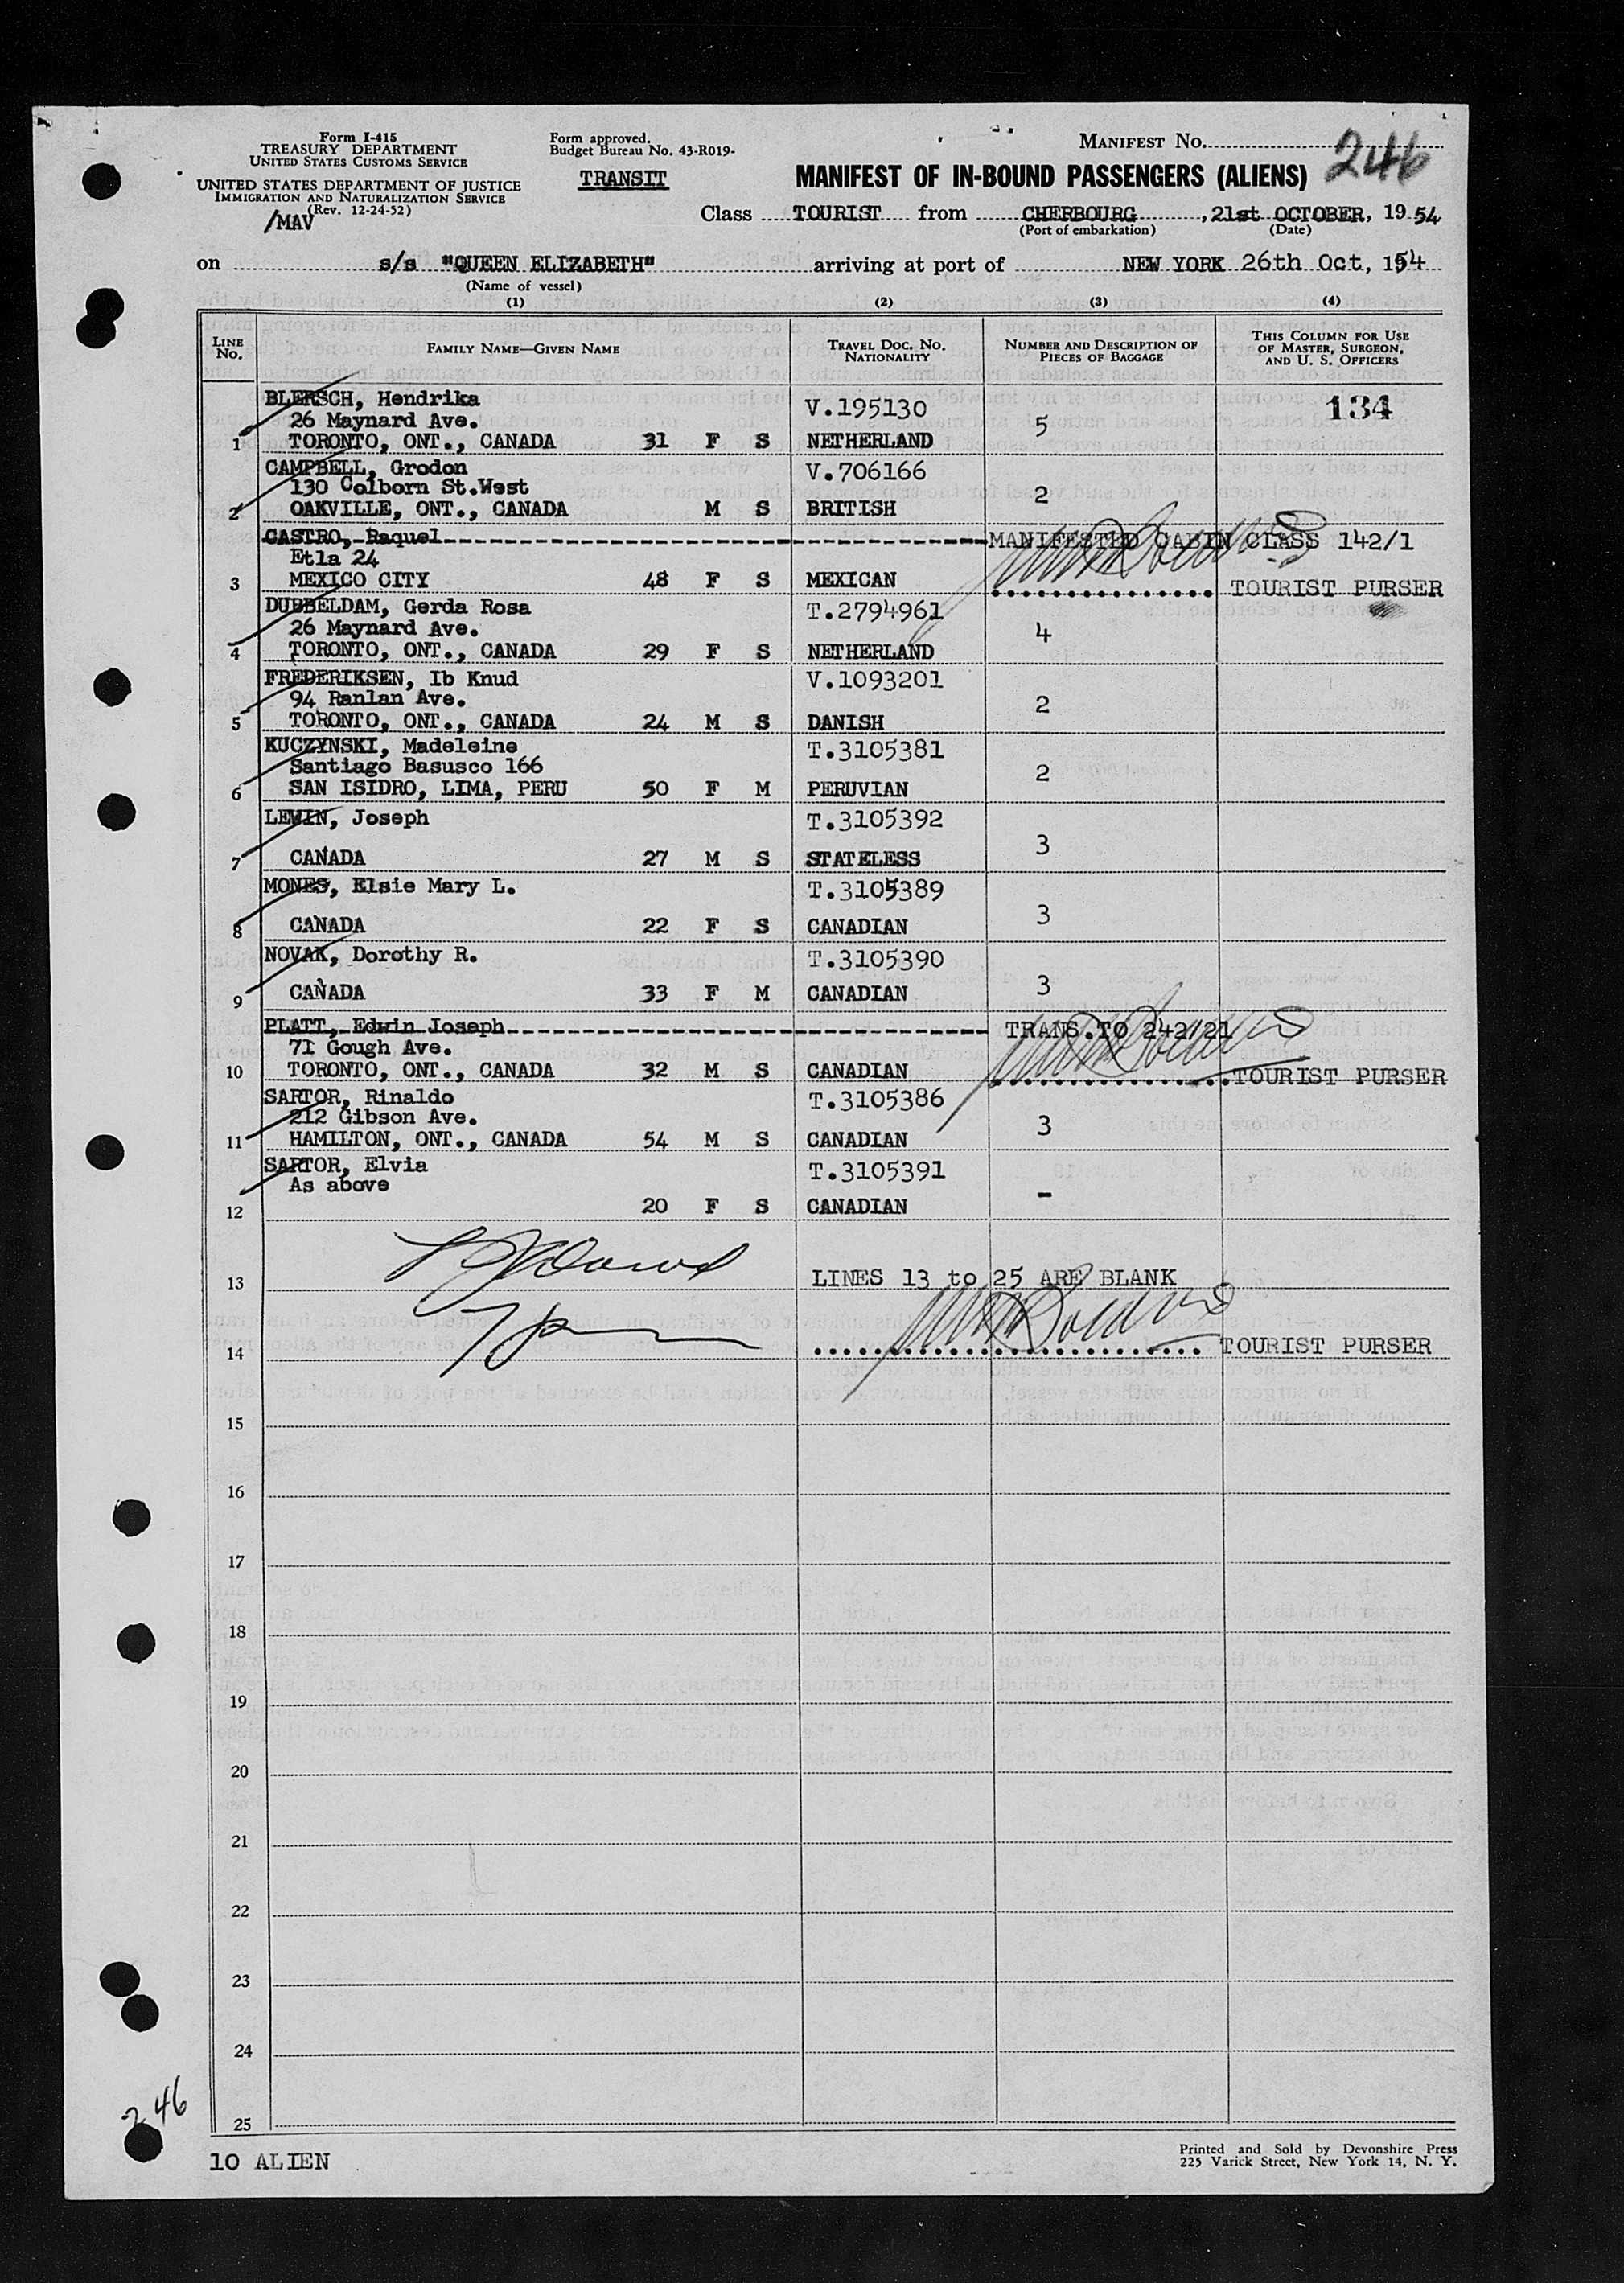 Form I-415
TREASURY DEPARTMENT
UNITED STATES CUSTOMS SERVICE
UNITED STATES DEPARTMENT OF JUSTICE
IMMIGRATION AND NATURALIZATION SERVICE
(Rev. 12-24-52)
/MAV
Form approved.
Budget Bureau No. 43-R019-
TRANSIT
MANIFEST No. 246
MANIFEST OF IN-BOUND PASSENGERS (ALIENS)
Class TOURIST from CHERBOURG, 21st OCTOBER, 1954
(Port of embarkation) (Date)
on s/s "QUEEN ELIZABETH" arriving at port of NEW YORK 26th Oct, 1954
(Name of vessel)
(1) (2) (3) (4)
LINE No. FAMILY NAME—GIVEN NAME TRAVEL DOC. No. NATIONALITY NUMBER AND DESCRIPTION OF PIECES OF BAGGAGE THIS COLUMN FOR USE OF MASTER, SURGEON, AND U. S. OFFICERS
BLERSCH, Hendrika V.195130 134
26 Maynard Ave. 5
1 TORONTO, ONT., CANADA 31 F S NETHERLAND
CAMPBELL, Grodon V.706166
130 Colborn St.West 2
2 OAKVILLE, ONT., CANADA M S BRITISH
CASTRO, Raquel MANIFESTED CABIN CLASS 142/1
Etla 24
3 MEXICO CITY 48 F S MEXICAN TOURIST PURSER
DUBBELDAM, Gerda Rosa T.2794961
26 Maynard Ave. 4
4 TORONTO, ONT., CANADA 29 F S NETHERLAND
FREDERIKSEN, Ib Knud V.1093201
94 Ranlan Ave. 2
5 TORONTO, ONT., CANADA 24 M S DANISH
KUCZYNSKI, Madeleine T.3105381
Santiago Basusco 166 2
6 SAN ISIDRO, LIMA, PERU 50 F M PERUVIAN
LEWIN, Joseph T.3105392
3
7 CANADA 27 M S STATELESS
MONES, Elsie Mary L. T.3105389
3
8 CANADA 22 F S CANADIAN
NOVAK, Dorothy R. T.3105390
3
9 CANADA 33 F M CANADIAN
PLATT, Edwin Joseph TRANS.TO 242/21
71 Gough Ave.
10 TORONTO, ONT., CANADA 32 M S CANADIAN TOURIST PURSER
SARTOR, Rinaldo T.3105386
212 Gibson Ave. 3
11 HAMILTON, ONT., CANADA 54 M S CANADIAN
SARTOR, Elvia T.3105391
As above -
12 20 F S CANADIAN
13 LINES 13 to 25 ARE BLANK
14 TOURIST PURSER
15
16
17
18
19
20
21
22
23
24
25
246
10 ALIEN
Printed and Sold by Devonshire Press
225 Varick Street, New York 14, N. Y.